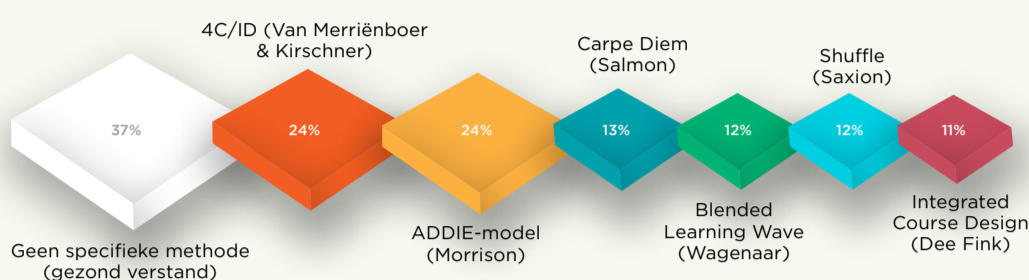 4C/ID (Van Merriënboer
& Kirschner)
Carpe Diem
(Salmon)
Shuffle
(Saxion)
37%
24%
24%
13%
12%
12%
11%
Geen specifieke methode
(gezond verstand)
ADDIE-model
(Morrison)
Blended
Learning Wave
(Wagenaar)
Integrated
Course Design
(Dee Fink)